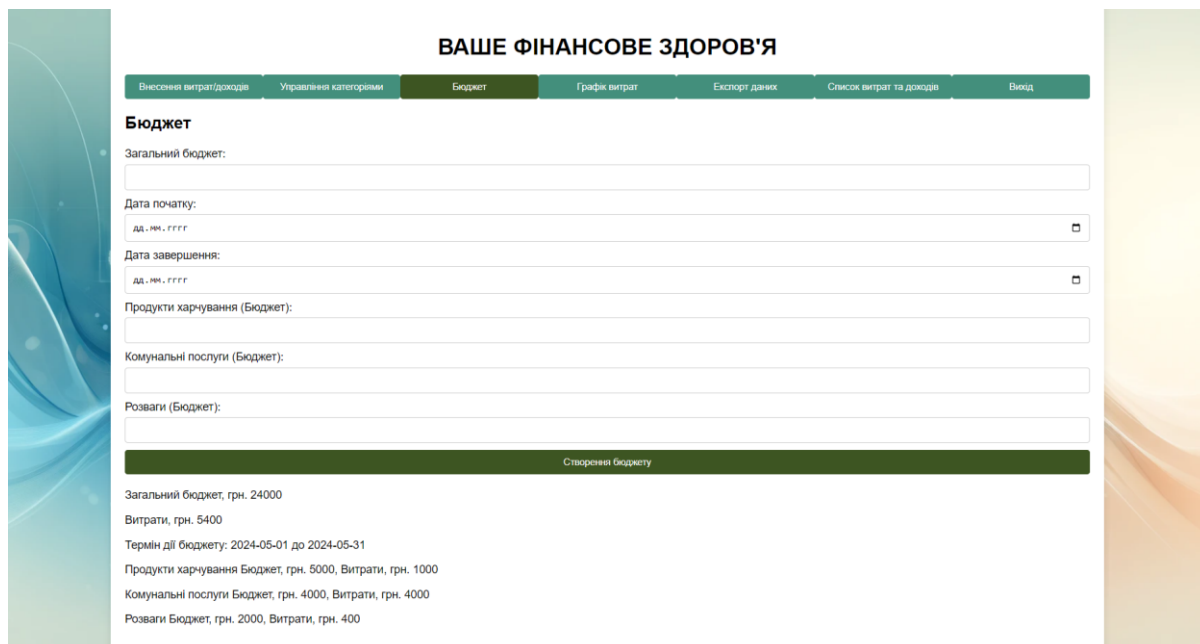 ВАШЕ ФІНАНСОВЕ ЗДОРОВ'Я
Внесення витрат/доходів Управління категоріями Бюджет Графік витрат Експорт даних Список витрат та доходів Вихід
Бюджет
Загальний бюджет:
Дата початку:
дд.мм.гггг
Дата завершення:
дд.мм.гггг
Продукти харчування (Бюджет):
Комунальні послуги (Бюджет):
Розваги (Бюджет):
Створення бюджету
Загальний бюджет, грн. 24000
Витрати, грн. 5400
Термін дії бюджету: 2024-05-01 до 2024-05-31
Продукти харчування Бюджет, грн. 5000, Витрати, грн. 1000
Комунальні послуги Бюджет, грн. 4000, Витрати, грн. 4000
Розваги Бюджет, грн. 2000, Витрати, грн. 400